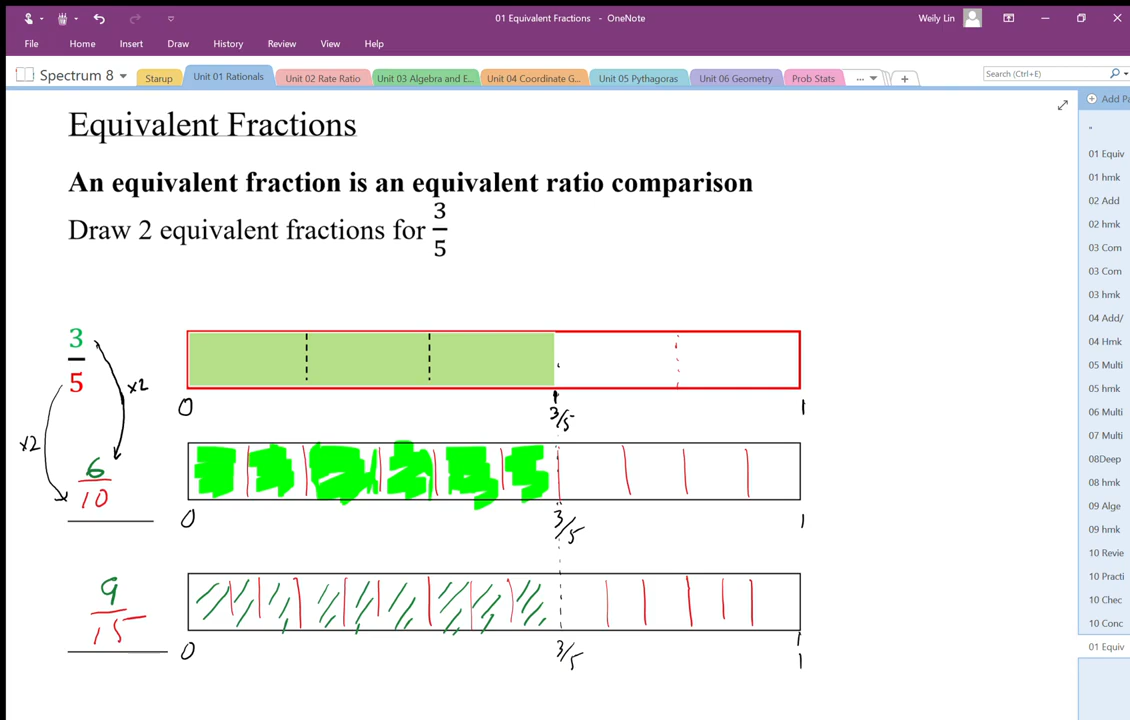 01 Equivalent Fractions - OneNote
Weily Lin
File Home Insert Draw History Review View Help
Spectrum 8
Starup
Unit 01 Rationals
Unit 02 Rate Ratio
Unit 03 Algebra and E...
Unit 04 Coordinate G...
Unit 05 Pythagoras
Unit 06 Geometry
Prob Stats
...
Search (Ctrl+E)
Add Pa
01 Equiv
01 hmk
02 Add
02 hmk
03 Com
03 Com
03 hmk
04 Add/
04 Hmk
05 Multi
05 hmk
06 Multi
07 Multi
08Deep
08 hmk
09 Alge
09 hmk
10 Revie
10 Practi
10 Chec
10 Conc
01 Equiv
Equivalent Fractions
An equivalent fraction is an equivalent ratio comparison
Draw 2 equivalent fractions for 3/5
3/5
x2
x2
0 3/5 1
6/10
0 3/5 1
9/15
0 3/5 1